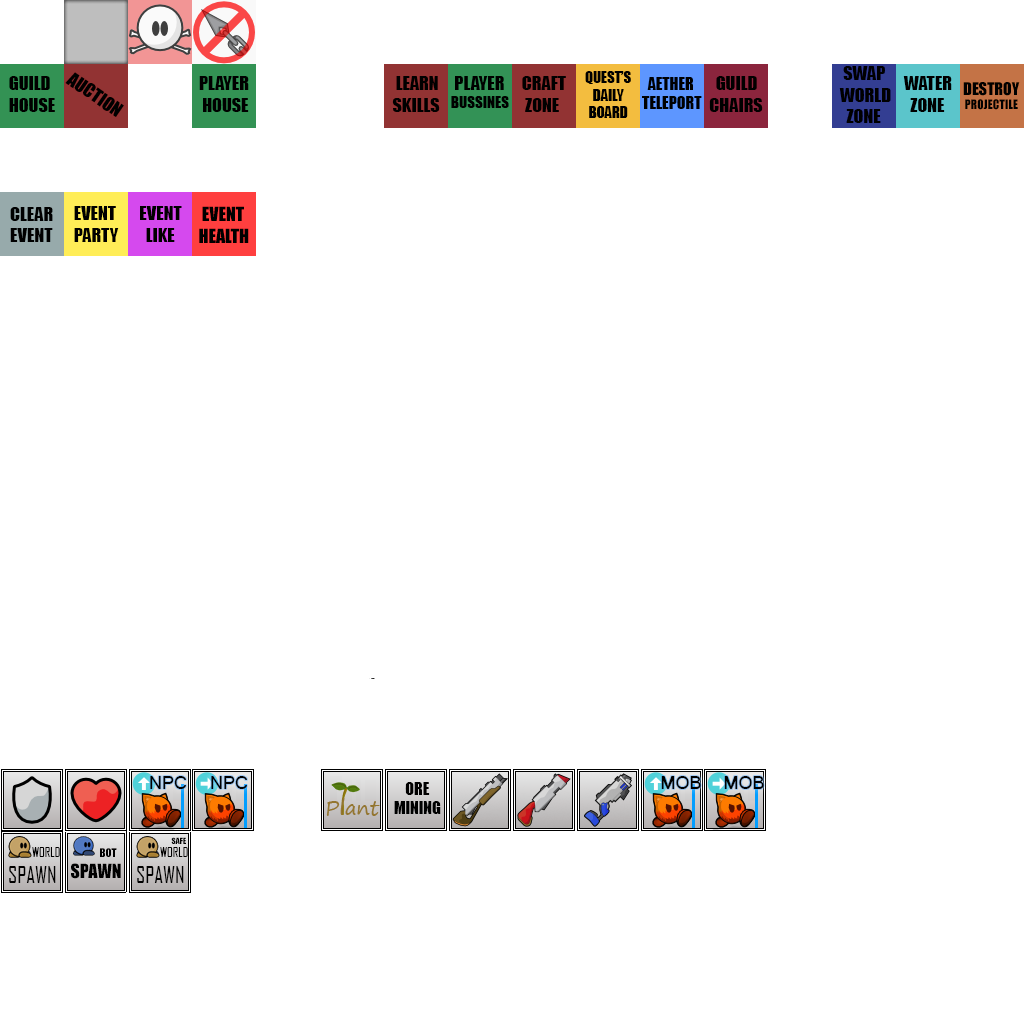 GUILD
HOUSE
AUCTION
PLAYER
HOUSE
LEARN
SKILLS
PLAYER
BUSSINES
CRAFT
ZONE
QUEST'S
DAILY
BOARD
AETHER
TELEPORT
GUILD
CHAIRS
SWAP
WORLD
ZONE
WATER
ZONE
DESTROY
PROJECTILE
CLEAR
EVENT
EVENT
PARTY
EVENT
LIKE
EVENT
HEALTH
-
NPC
NPC
Plant
ORE
MINING
MOB
MOB
WORLD
SPAWN
BOT
SPAWN
SAFE
WORLD
SPAWN